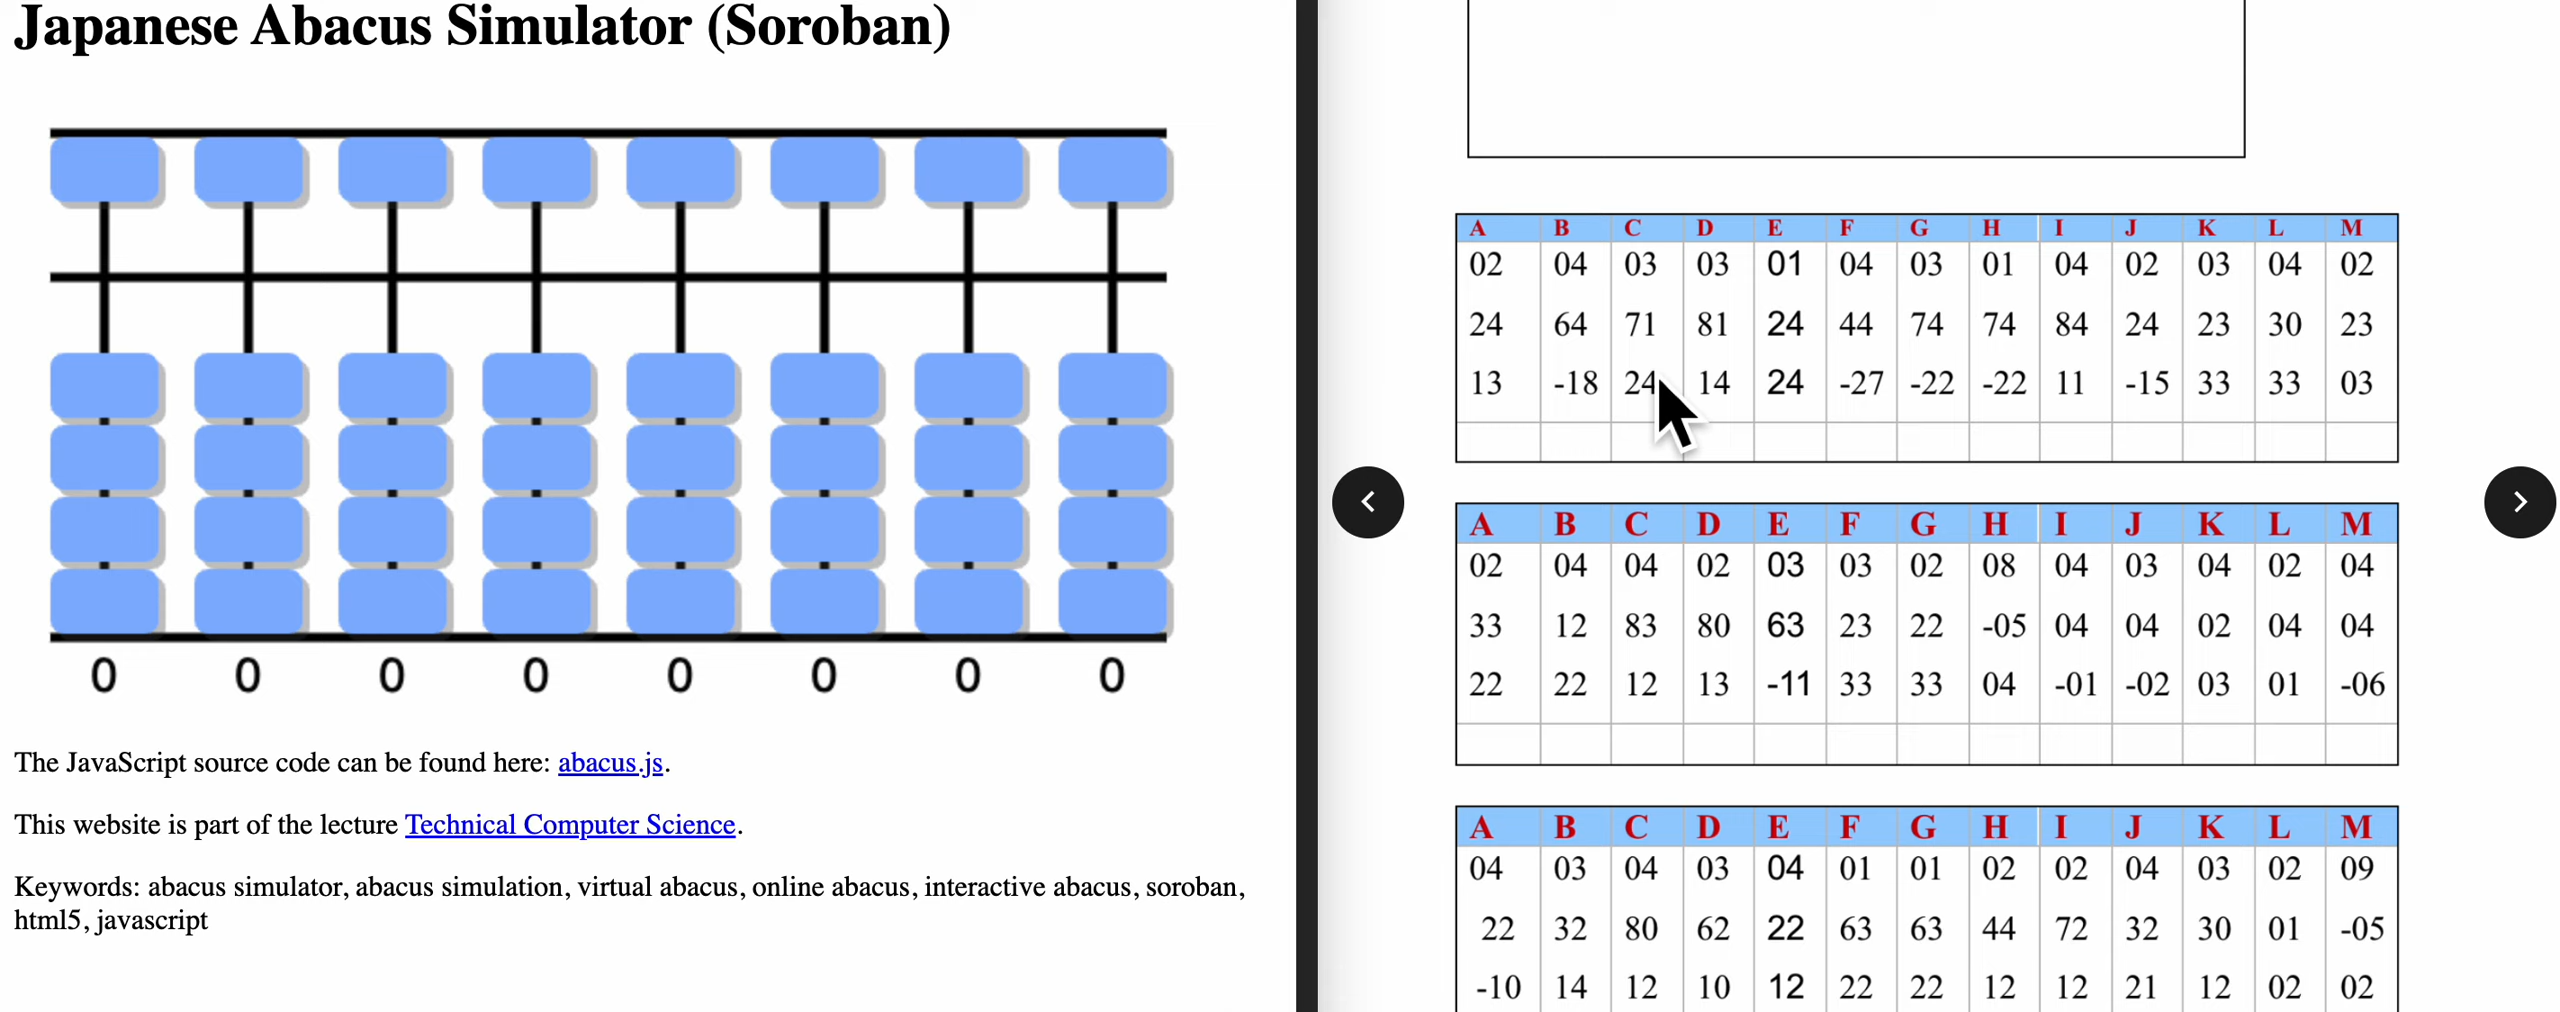 Japanese Abacus Simulator (Soroban)
0 0 0 0 0 0 0 0
The JavaScript source code can be found here: abacus.js.
This website is part of the lecture Technical Computer Science.
Keywords: abacus simulator, abacus simulation, virtual abacus, online abacus, interactive abacus, soroban,
html5, javascript
A B C D E F G H I J K L M
02 04 03 03 01 04 03 01 04 02 03 04 02
24 64 71 81 24 44 74 74 84 24 23 30 23
13 -18 24 14 24 -27 -22 -22 11 -15 33 33 03
A B C D E F G H I J K L M
02 04 04 02 03 03 02 08 04 03 04 02 04
33 12 83 80 63 23 22 -05 04 04 02 04 04
22 22 12 13 -11 33 33 04 -01 -02 03 01 -06
A B C D E F G H I J K L M
04 03 04 03 04 01 01 02 02 04 03 02 09
22 32 80 62 22 63 63 44 72 32 30 01 -05
-10 14 12 10 12 22 22 12 12 21 12 02 02